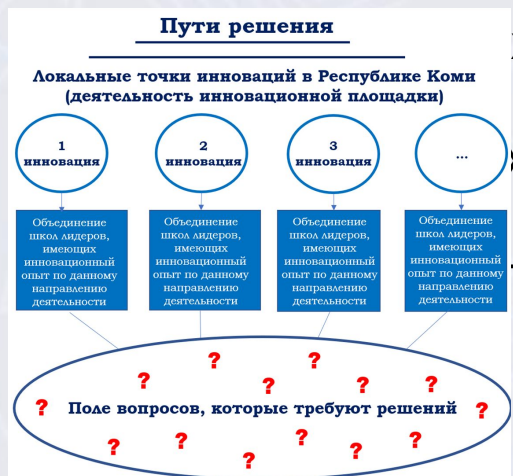 Пути решения
Локальные точки инноваций в Республике Коми
(деятельность инновационной площадки)
1
инновация
2
инновация
3
инновация
...
Объединение
школ лидеров,
имеющих
инновационный
опыт по данному
направлению
деятельности
Объединение
школ лидеров,
имеющих
инновационный
опыт по данному
направлению
деятельности
Объединение
школ лидеров,
имеющих
инновационный
опыт по данному
направлению
деятельности
Объединение
школ лидеров,
имеющих
инновационный
опыт по данному
направлению
деятельности
? ?
? ? ? ?
? Поле вопросов, которые требуют решений ?
? ? ? ? ? ?